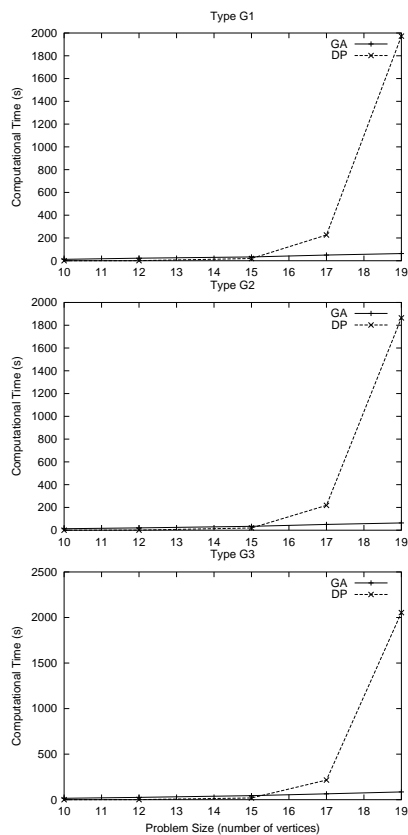 Type G1
2000
1800
1600
1400
1200
1000
800
600
400
200
0
Computational Time (s)
GA
DP
10 11 12 13 14 15 16 17 18 19
Type G2
2000
1800
1600
1400
1200
1000
800
600
400
200
0
Computational Time (s)
GA
DP
10 11 12 13 14 15 16 17 18 19
Type G3
2500
2000
1500
1000
500
0
Computational Time (s)
GA
DP
10 11 12 13 14 15 16 17 18 19
Problem Size (number of vertices)